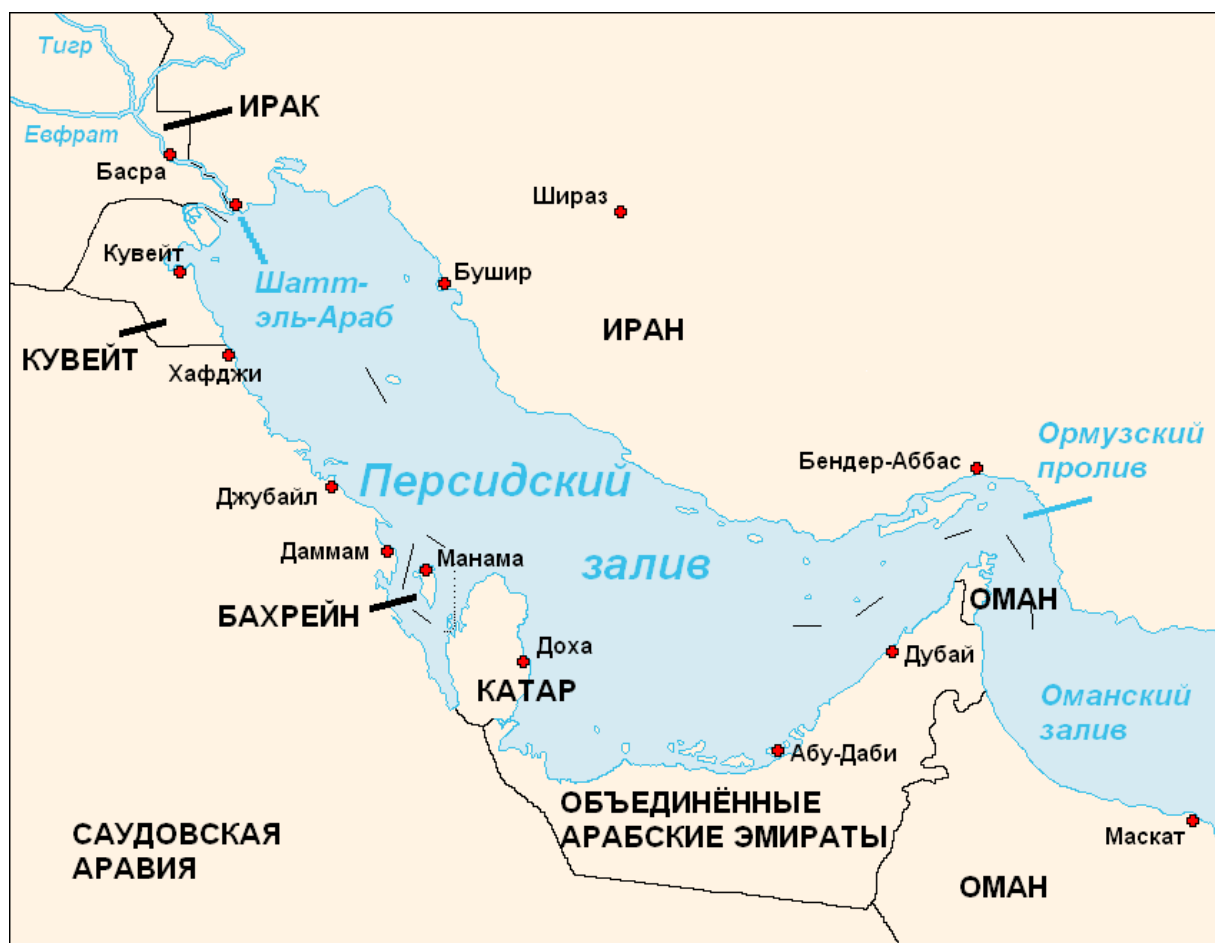 Тигр
ИРАК
Евфрат
Басра
Шираз
Кувейт
Бушир
Шатт-
эль-Араб
ИРАН
КУВЕЙТ
Хафджи
Ормузский
пролив
Бендер-Аббас
Персидский
залив
Джубайл
Даммам
Манама
БАХРЕЙН
ОМАН
Доха
Дубай
КАТАР
Оманский
залив
Абу-Даби
ОБЪЕДИНЁННЫЕ
АРАБСКИЕ ЭМИРАТЫ
САУДОВСКАЯ
АРАВИЯ
Маскат
ОМАН